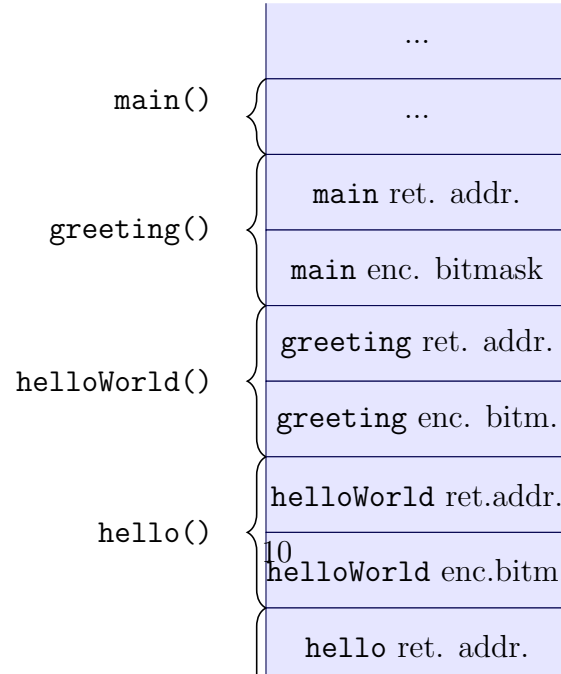 ...
main()
...
main ret. addr.
greeting()
main enc. bitmask
greeting ret. addr.
helloWorld()
greeting enc. bitm.
helloWorld ret.addr.
hello()
10
helloWorld enc.bitm
hello ret. addr.